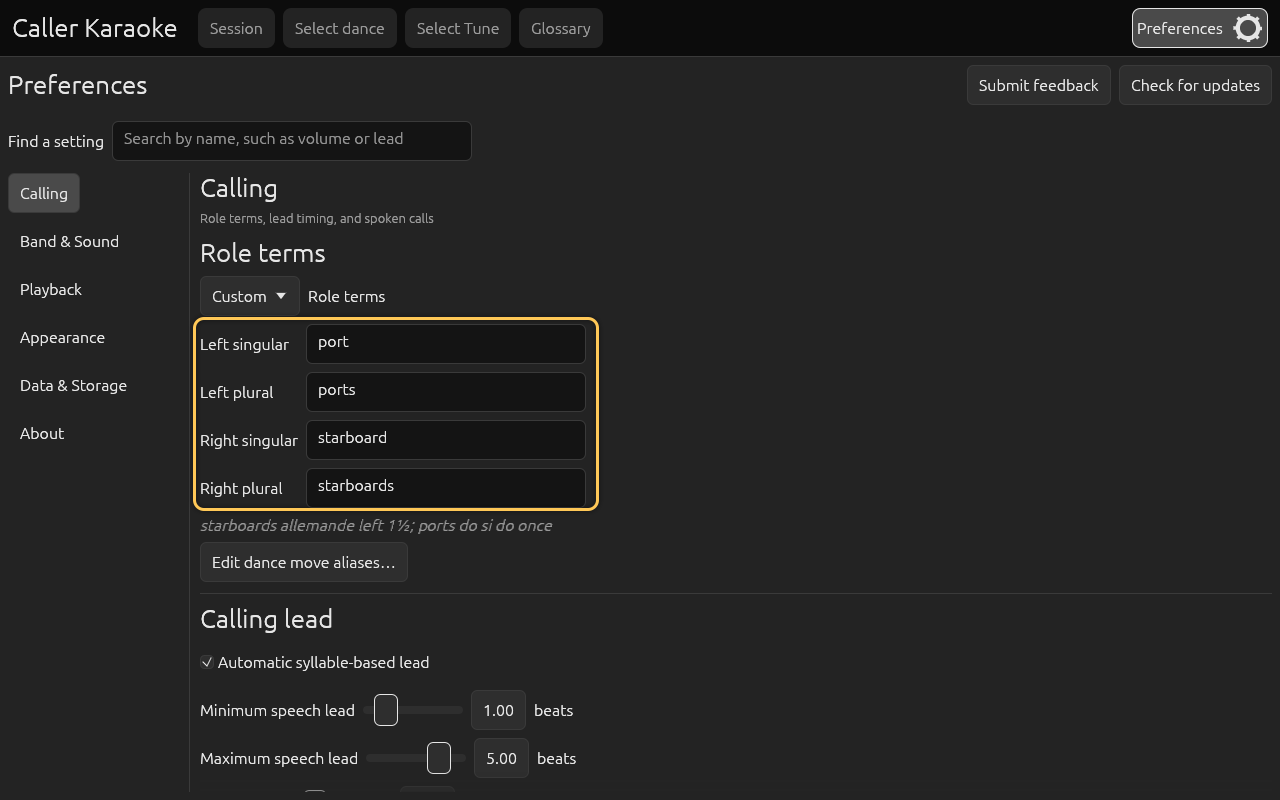 Caller Karaoke Session Select dance Select Tune Glossary Preferences
Preferences Submit feedback Check for updates
Find a setting Search by name, such as volume or lead
Calling
Band & Sound
Playback
Appearance
Data & Storage
About
Calling
Role terms, lead timing, and spoken calls
Role terms
Custom Role terms
Left singular port
Left plural ports
Right singular starboard
Right plural starboards
starboards allemande left 1½; ports do si do once
Edit dance move aliases…
Calling lead
Automatic syllable-based lead
Minimum speech lead 1.00 beats
Maximum speech lead 5.00 beats